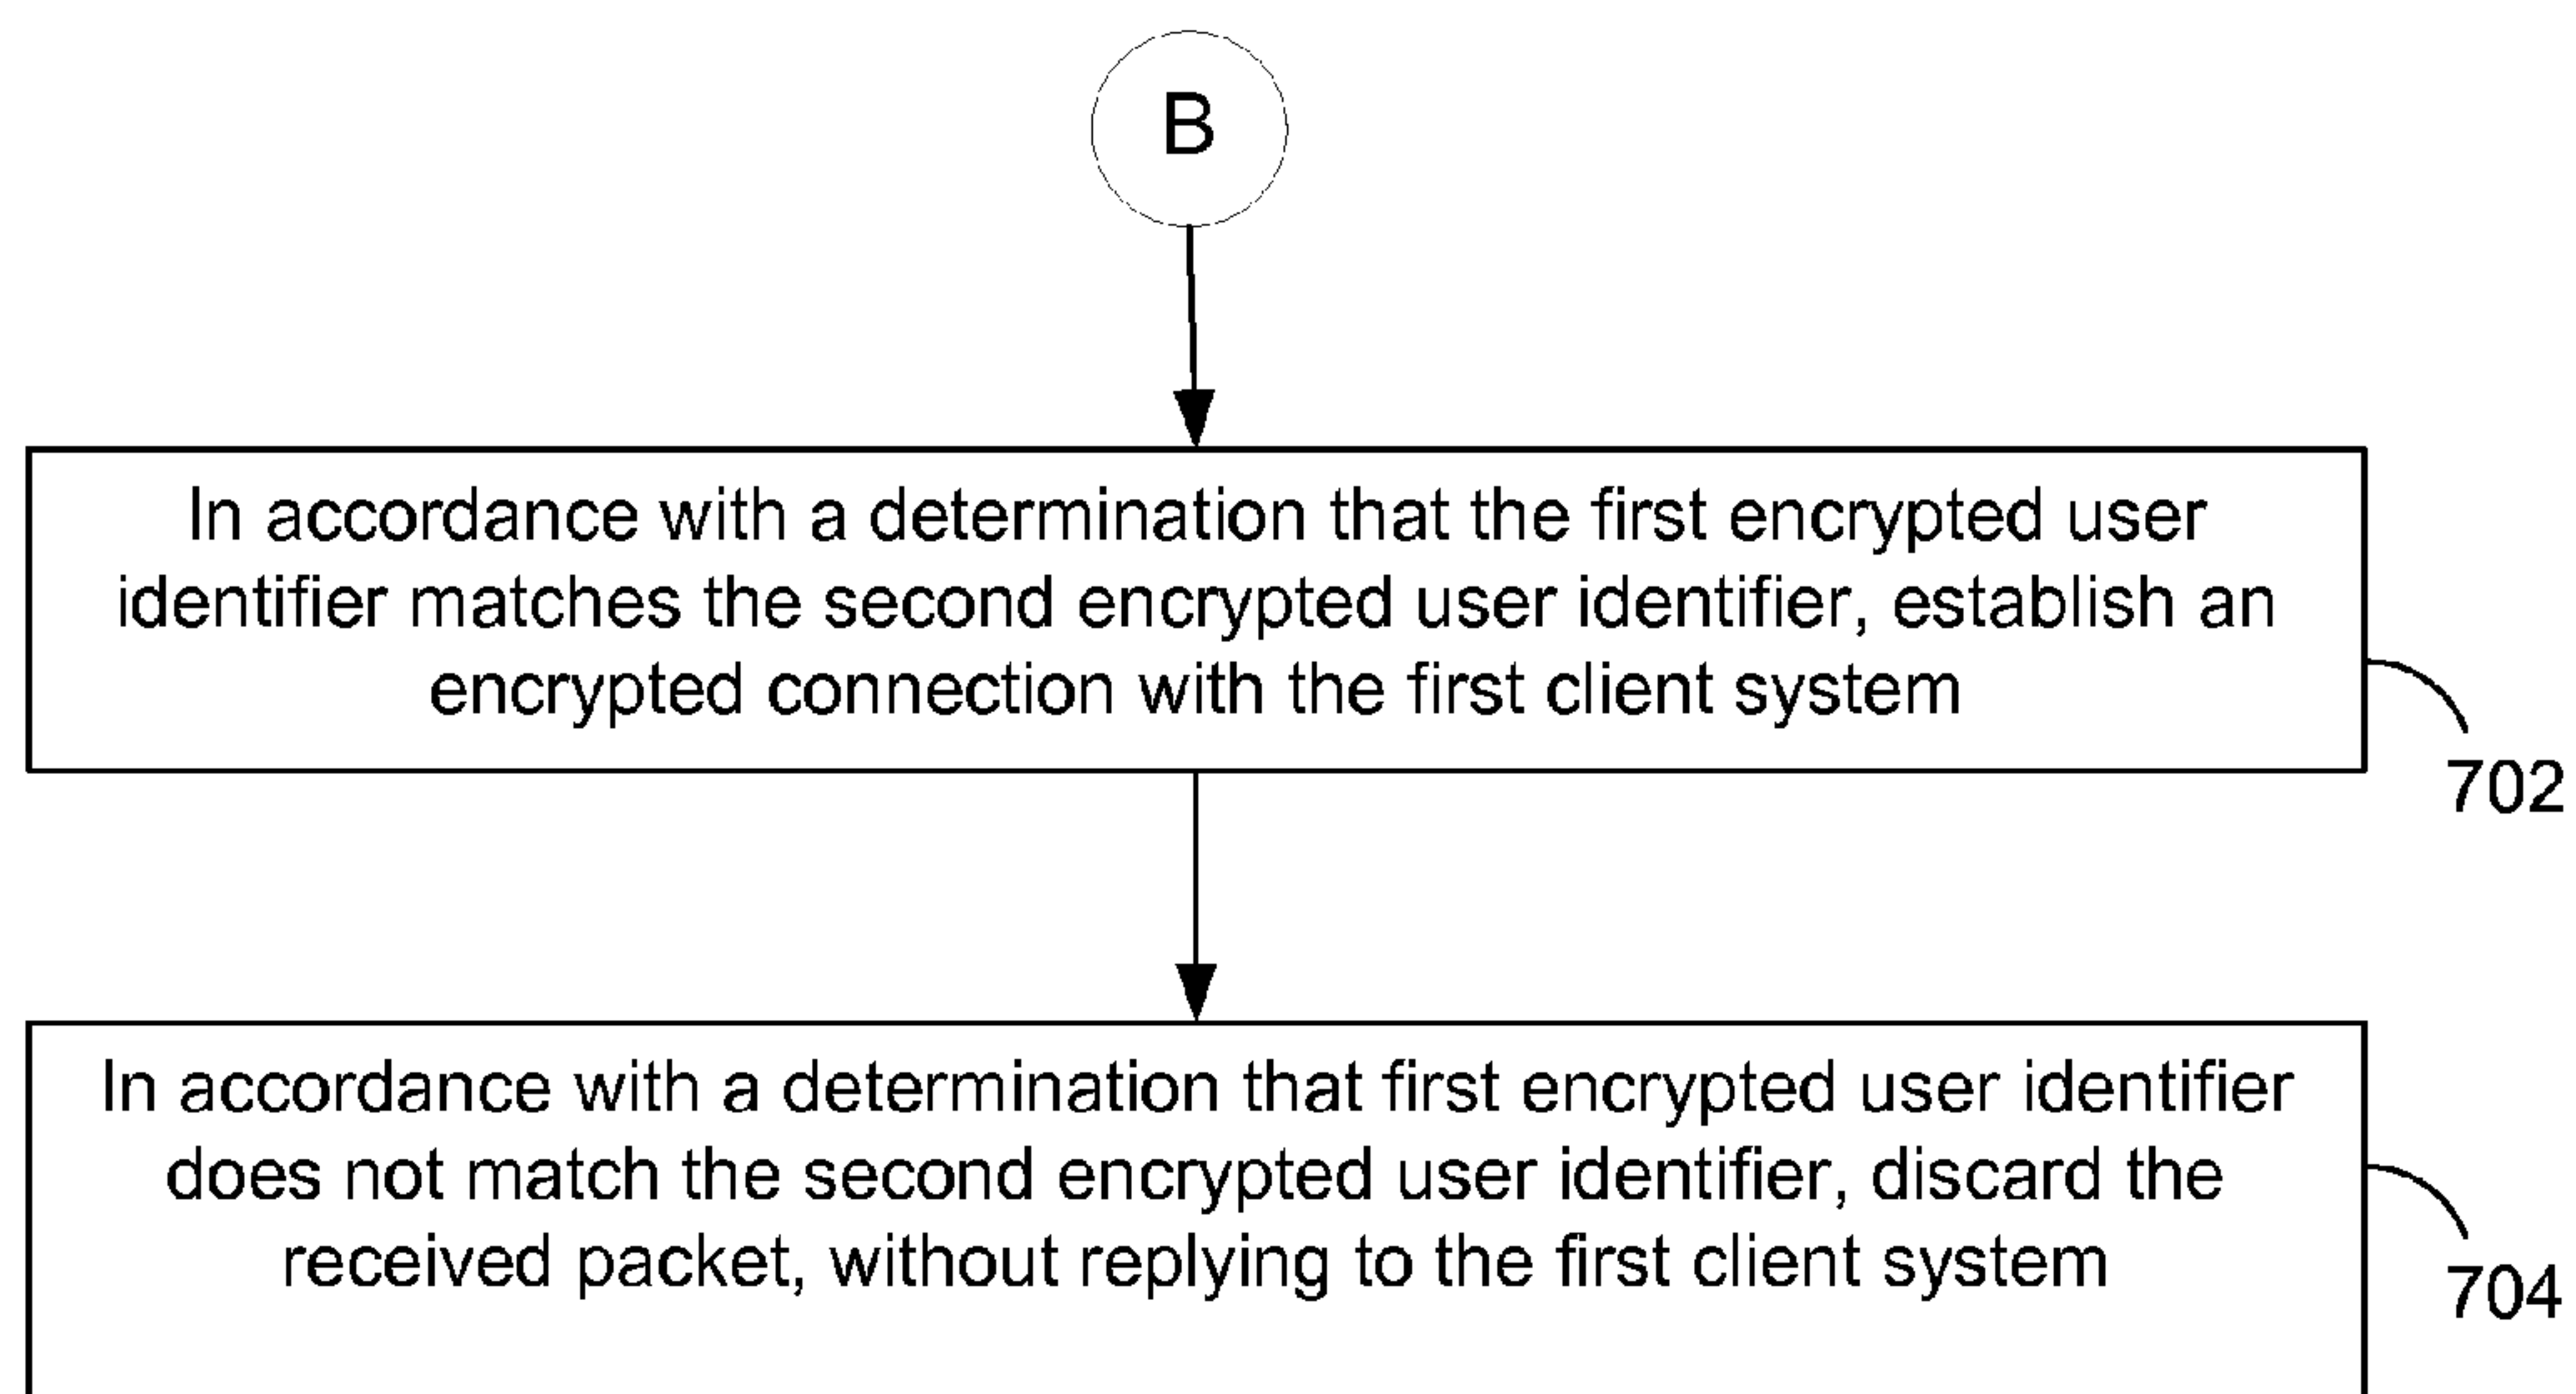 B
In accordance with a determination that the first encrypted user
identifier matches the second encrypted user identifier, establish an
encrypted connection with the first client system
702
In accordance with a determination that first encrypted user identifier
does not match the second encrypted user identifier, discard the
received packet, without replying to the first client system
704